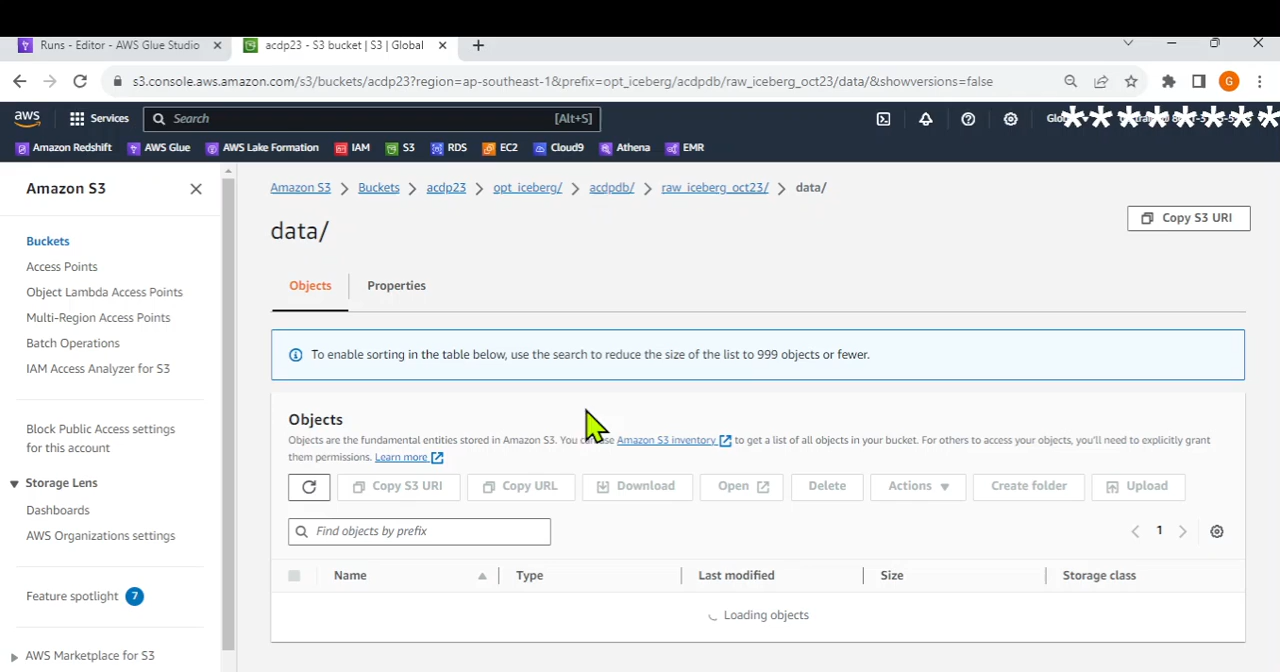 Runs - Editor - AWS Glue Studio
acdp23 - S3 bucket | S3 | Global
s3.console.aws.amazon.com/s3/buckets/acdp23?region=ap-southeast-1&prefix=opt_iceberg/acdpdb/raw_iceberg_oct23/data/&showversions=false
G
aws Services Search [Alt+S]
Amazon Redshift AWS Glue AWS Lake Formation IAM S3 RDS EC2 Cloud9 Athena EMR
Amazon S3
Buckets
Access Points
Object Lambda Access Points
Multi-Region Access Points
Batch Operations
IAM Access Analyzer for S3
Block Public Access settings
for this account
Storage Lens
Dashboards
AWS Organizations settings
Feature spotlight 7
AWS Marketplace for S3
Amazon S3 > Buckets > acdp23 > opt_iceberg/ > acdpdb/ > raw_iceberg_oct23/ > data/
data/
Copy S3 URI
Objects Properties
To enable sorting in the table below, use the search to reduce the size of the list to 999 objects or fewer.
Objects
Objects are the fundamental entities stored in Amazon S3. You Amazon S3 inventory to get a list of all objects in your bucket. For others to access your objects, you'll need to explicitly grant
them permissions. Learn more
Copy S3 URI Copy URL Download Open Delete Actions Create folder Upload
Find objects by prefix
1
Name Type Last modified Size Storage class
Loading objects